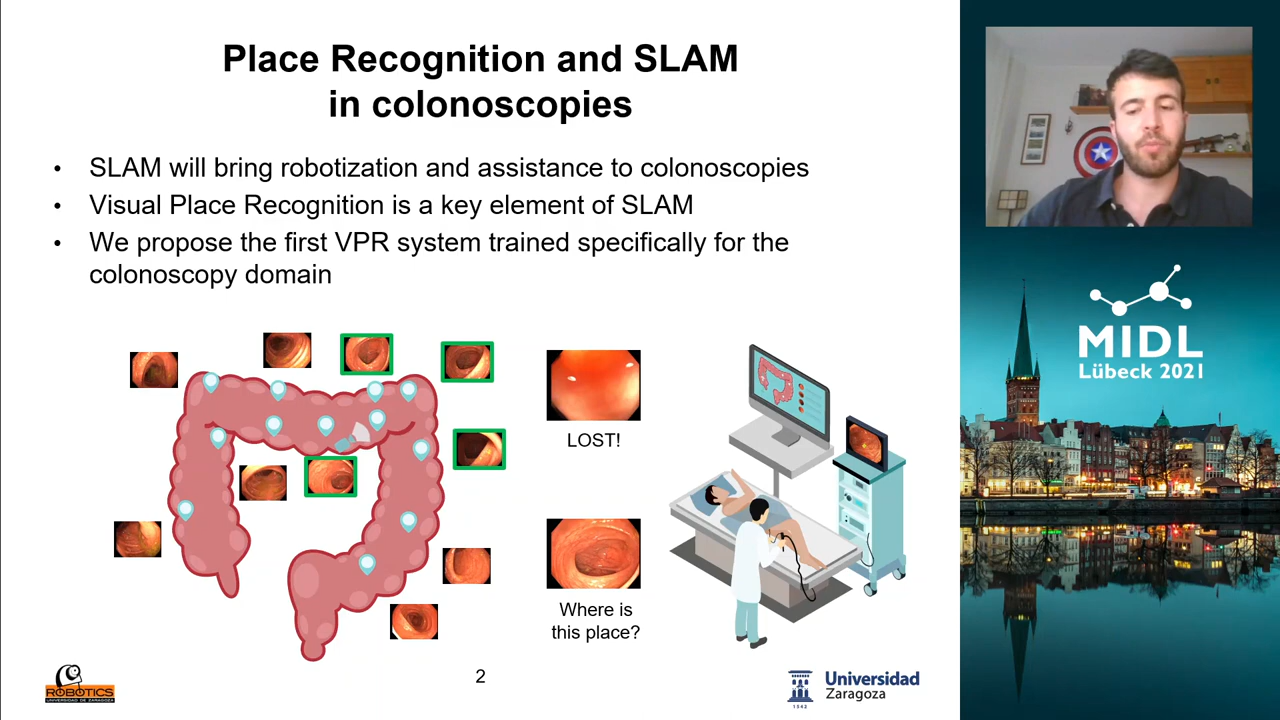 Place Recognition and SLAM
in colonoscopies
• SLAM will bring robotization and assistance to colonoscopies
• Visual Place Recognition is a key element of SLAM
• We propose the first VPR system trained specifically for the
colonoscopy domain
LOST!
Where is
this place?
ROBOTICS
UNIVERSIDAD DE ZARAGOZA
2
1542
Universidad
Zaragoza
MIDL
Lübeck 2021